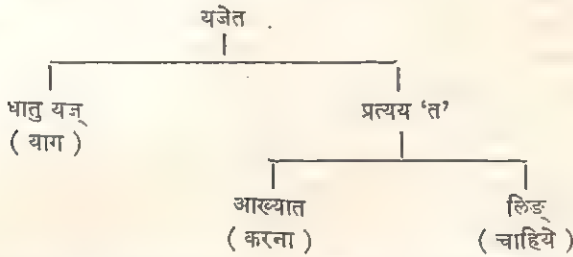 यजेत
धातु यज् प्रत्यय ‘त’
( याग )
आख्यात लिङ्
( करना ) ( चाहिये )